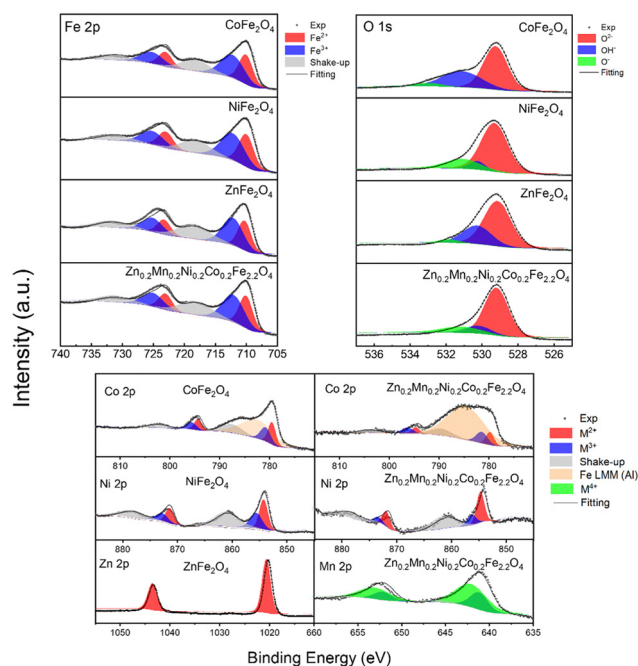 Fe 2p
CoFe₂O₄
Exp
Fe²⁺
Fe³⁺
Shake-up
Fitting
NiFe₂O₄
ZnFe₂O₄
Zn₀.₂Mn₀.₂Ni₀.₂Co₀.₂Fe₂.₂O₄
740 735 730 725 720 715 710 705
O 1s
CoFe₂O₄
Exp
O²⁻
OH⁻
O⁻
Fitting
NiFe₂O₄
ZnFe₂O₄
Zn₀.₂Mn₀.₂Ni₀.₂Co₀.₂Fe₂.₂O₄
536 533 530 527
Intensity (a.u.)
Co 2p CoFe₂O₄
810 800 790 780
Co 2p Zn₀.₂Mn₀.₂Ni₀.₂Co₀.₂Fe₂.₂O₄
810 800 790 780
Ni 2p NiFe₂O₄
880 870 860 850
Ni 2p Zn₀.₂Mn₀.₂Ni₀.₂Co₀.₂Fe₂.₂O₄
880 870 860 850
Zn 2p ZnFe₂O₄
1050 1040 1030 1020
Mn 2p Zn₀.₂Mn₀.₂Ni₀.₂Co₀.₂Fe₂.₂O₄
660 655 650 645 640 635
Exp
M²⁺
M³⁺
Shake-up
Fe LMM (Al)
M⁴⁺
Fitting
Binding Energy (eV)